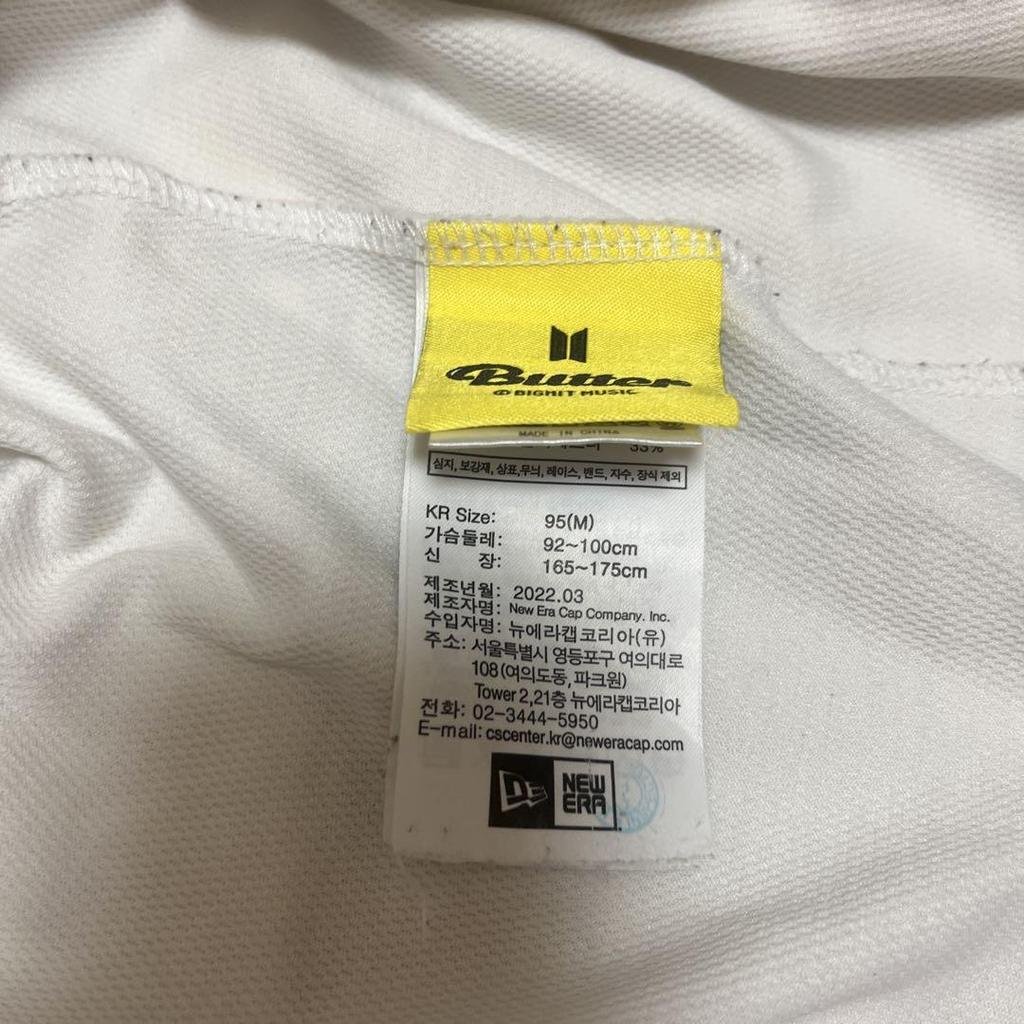 Butter
BIGHIT MUSIC
MADE IN CHINA
35%
심지, 보강재, 상표,무늬, 레이스, 밴드, 자수, 장식 제외
KR Size: 95(M)
가슴둘레: 92~100cm
신 장: 165~175cm
제조년월: 2022.03
제조자명: New Era Cap Company. Inc.
수입자명: 뉴에라캡코리아(유)
주소: 서울특별시 영등포구 여의대로
108(여의도동,파크원)
Tower 2,21층 뉴에라캡코리아
전화: 02-3444-5950
E-mail: cscenter.kr@neweracap.com
NEW
ERA